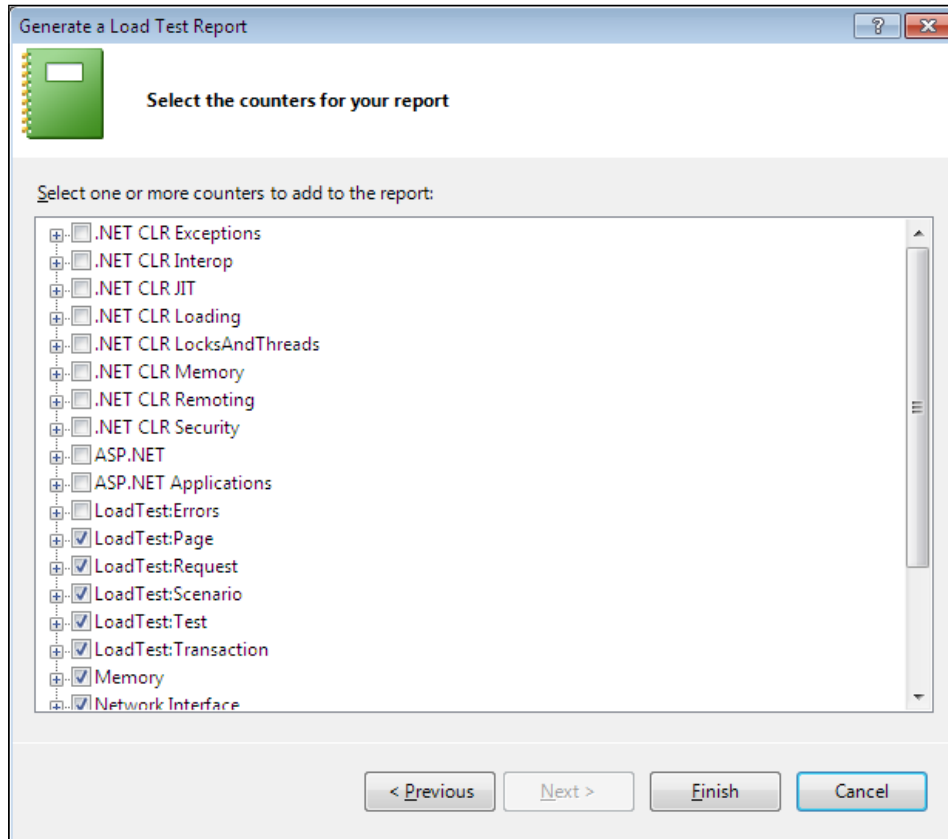 Generate a Load Test Report
Select the counters for your report
Select one or more counters to add to the report:
.NET CLR Exceptions
.NET CLR Interop
.NET CLR JIT
.NET CLR Loading
.NET CLR LocksAndThreads
.NET CLR Memory
.NET CLR Remoting
.NET CLR Security
ASP.NET
ASP.NET Applications
LoadTest:Errors
LoadTest:Page
LoadTest:Request
LoadTest:Scenario
LoadTest:Test
LoadTest:Transaction
Memory
Network Interface
< Previous Next > Finish Cancel